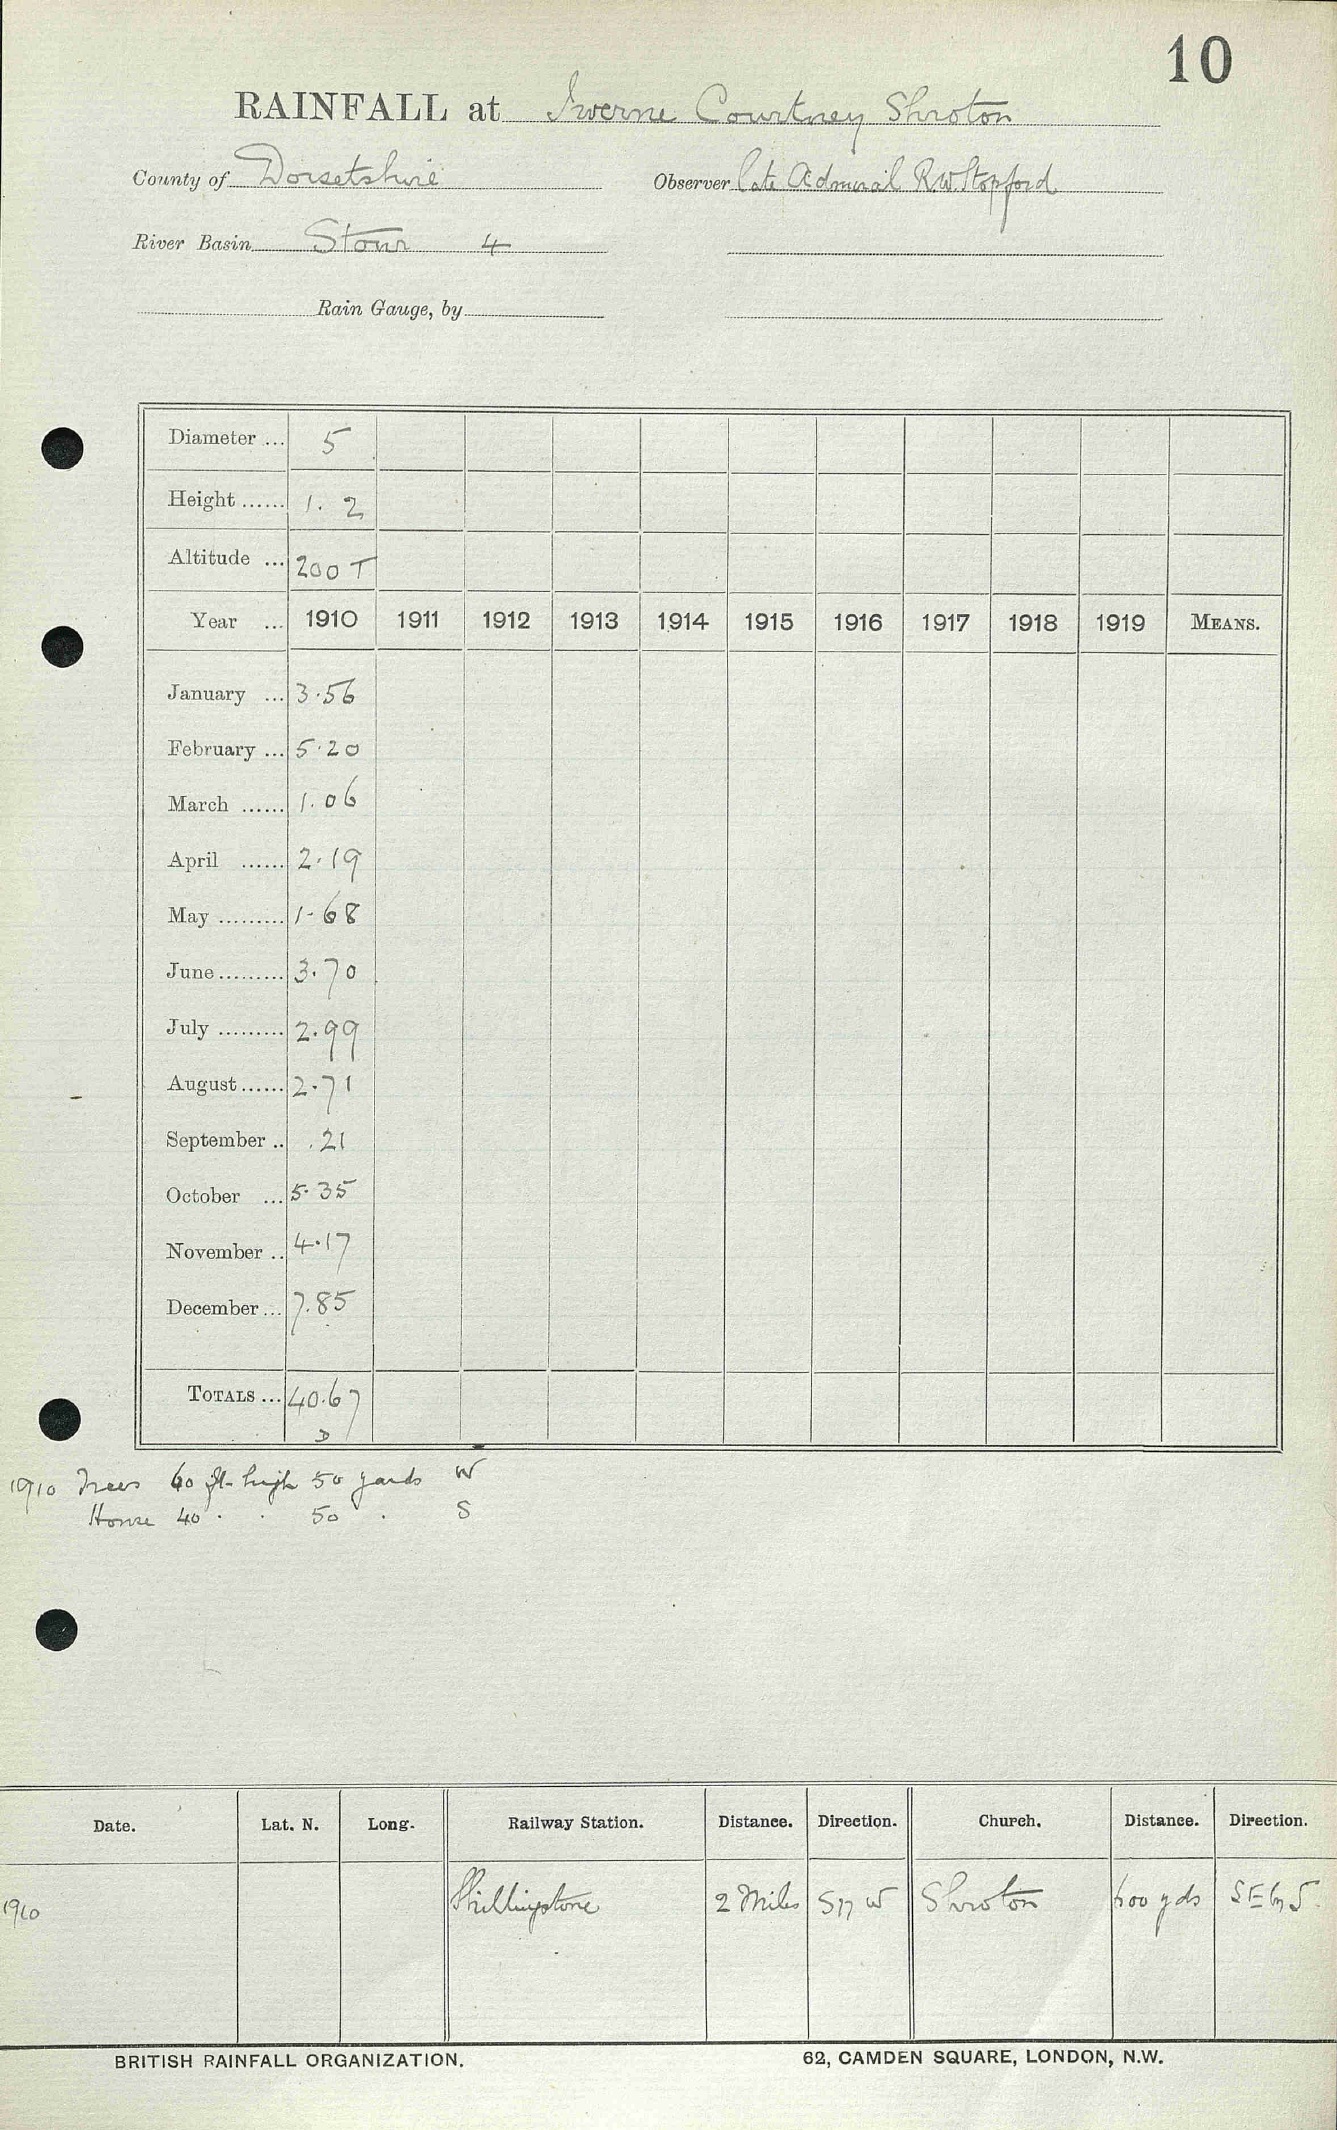 10
RAINFALL at Iwerne Courtney Shroton
County of Dorsetshire Observer late Admiral R.W. Stopford
River Basin Stour 4
Rain Gauge, by
Diameter ... 5
Height ...... 1. 2
Altitude ... 200 T
Year ... 1910 1911 1912 1913 1914 1915 1916 1917 1918 1919 MEANS.
January ... 3.56
February ... 5.20
March ...... 1.06
April ...... 2.19
May ......... 1.68
June ......... 3.70
July ......... 2.99
August ...... 2.71
September .. .21
October ... 5.35
November .. 4.17
December ... 7.85
TOTALS ... 40.67
D
1910 Trees 60 ft high 50 yards W
House 40 . . 50 . S
Date. Lat. N. Long. Railway Station. Distance. Direction. Church. Distance. Direction.
1910 Shillingstone 2 Miles W Shroton 600 yds S E by S.
BRITISH RAINFALL ORGANIZATION. 62, CAMDEN SQUARE, LONDON, N.W.